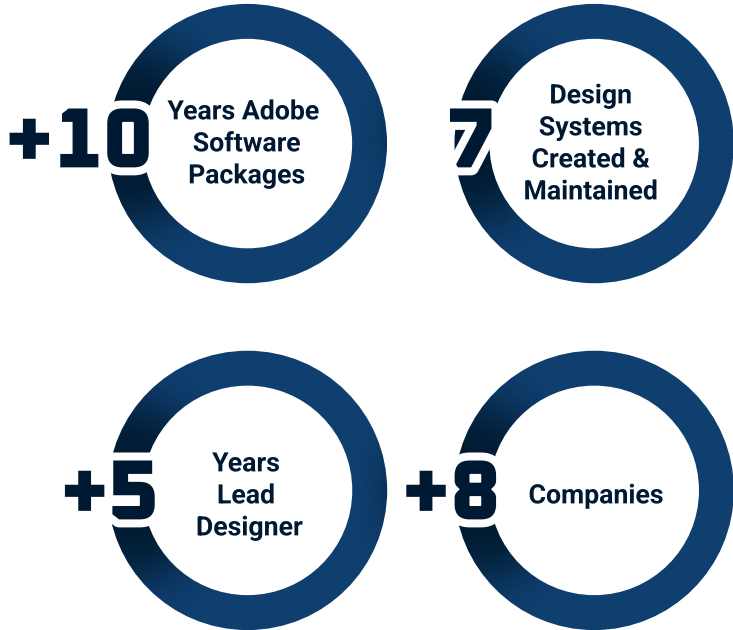 +10
Years Adobe
Software
Packages
7
Design
Systems
Created &
Maintained
+5
Years
Lead
Designer
+8
Companies